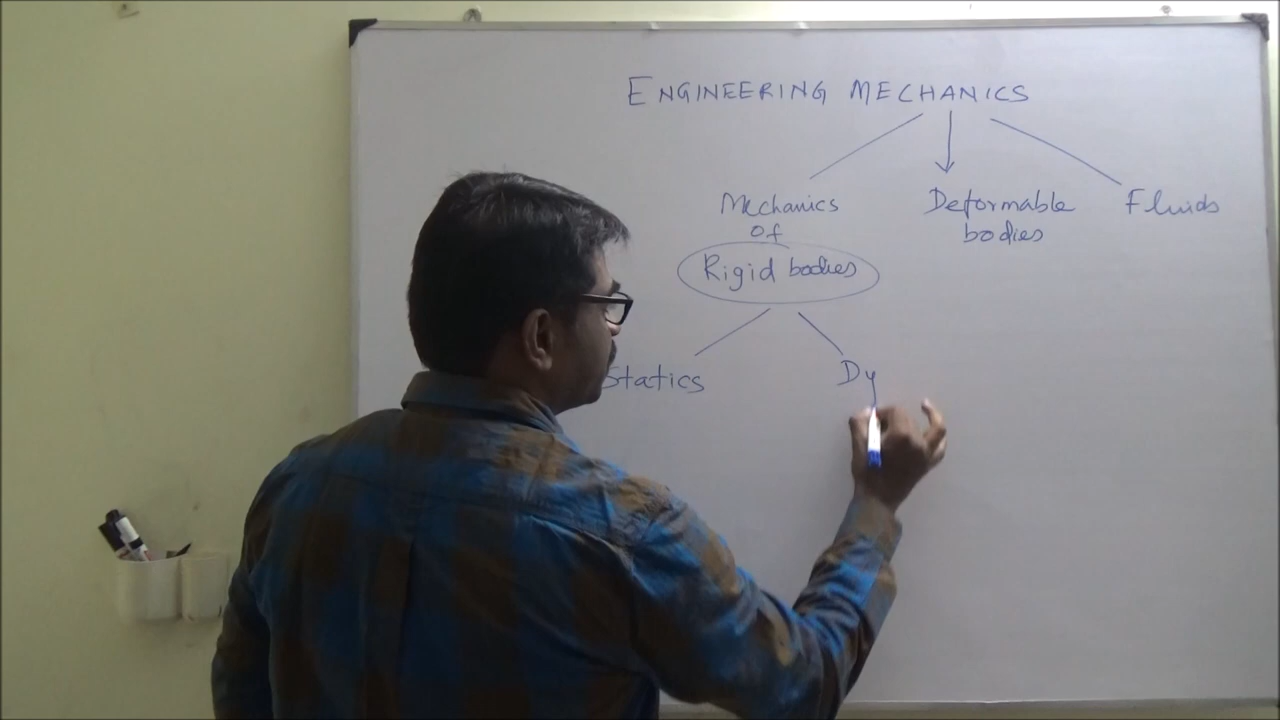 ENGINEERING MECHANICS
Mechanics
Of
Rigid bodies
Deformable
bodies
Fluids
Statics
Dy